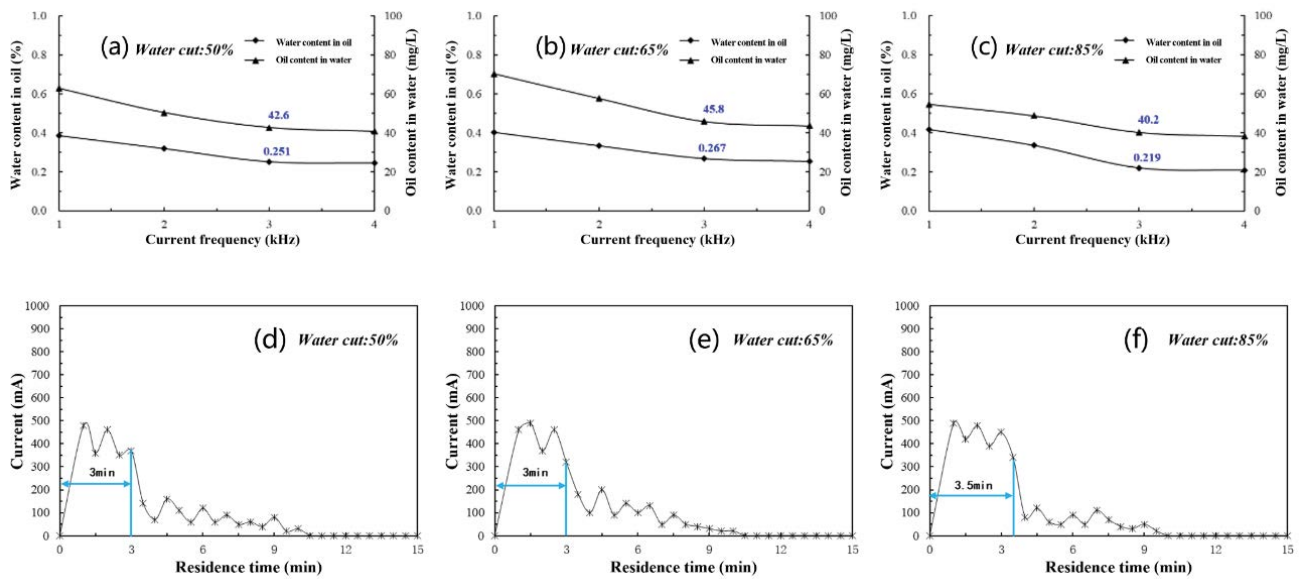 (a) Water cut:50%
Water content in oil
Oil content in water
Water content in oil (%)
1.0
0.8
0.6
0.4
0.2
0.0
42.6
0.251
100
80
60
40
20
0
Oil content in water (mg/L)
1 2 3 4
Current frequency (kHz)
(b) Water cut:65%
Water content in oil
Oil content in water
Water content in oil (%)
1.0
0.8
0.6
0.4
0.2
0.0
45.8
0.267
100
80
60
40
20
0
Oil content in water (mg/L)
1 2 3 4
Current frequency (kHz)
(c) Water cut:85%
Water content in oil
Oil content in water
Water content in oil (%)
1.0
0.8
0.6
0.4
0.2
0.0
40.2
0.219
100
80
60
40
20
0
Oil content in water (mg/L)
1 2 3 4
Current frequency (kHz)
(d) Water cut:50%
Current (mA)
1000
900
800
700
600
500
400
300
200
100
0
3min
0 3 6 9 12 15
Residence time (min)
(e) Water cut:65%
Current (mA)
1000
900
800
700
600
500
400
300
200
100
0
3min
0 3 6 9 12 15
Residence time (min)
(f) Water cut:85%
Current (mA)
1000
900
800
700
600
500
400
300
200
100
0
3.5min
0 3 6 9 12 15
Residence time (min)